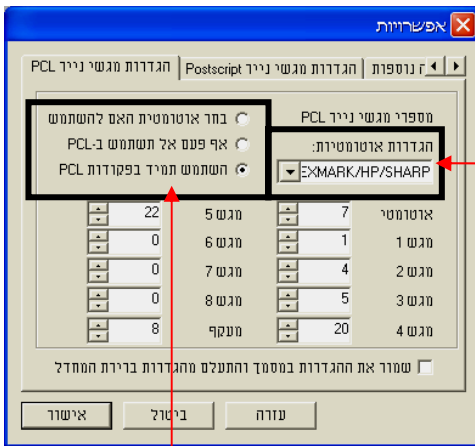 אפשרויות
ה נוספות
הגדרות מגשי נייר Postscript
הגדרות מגשי נייר PCL
מספרי מגשי נייר PCL
הגדרות אוטומטיות:
EXMARK/HP/SHARP
בחר אוטומטית האם להשתמש
אף פעם אל תשתמש ב-PCL
השתמש תמיד בפקודות PCL
אוטומטי 7 מגש 5 22
מגש 1 1 מגש 6 0
מגש 2 4 מגש 7 0
מגש 3 5 מגש 8 0
מגש 4 20 מעקף 8
שמור את ההגדרות במסמך והתעלם מהגדרות ברירת המחדל
עזרה
ביטול
אישור